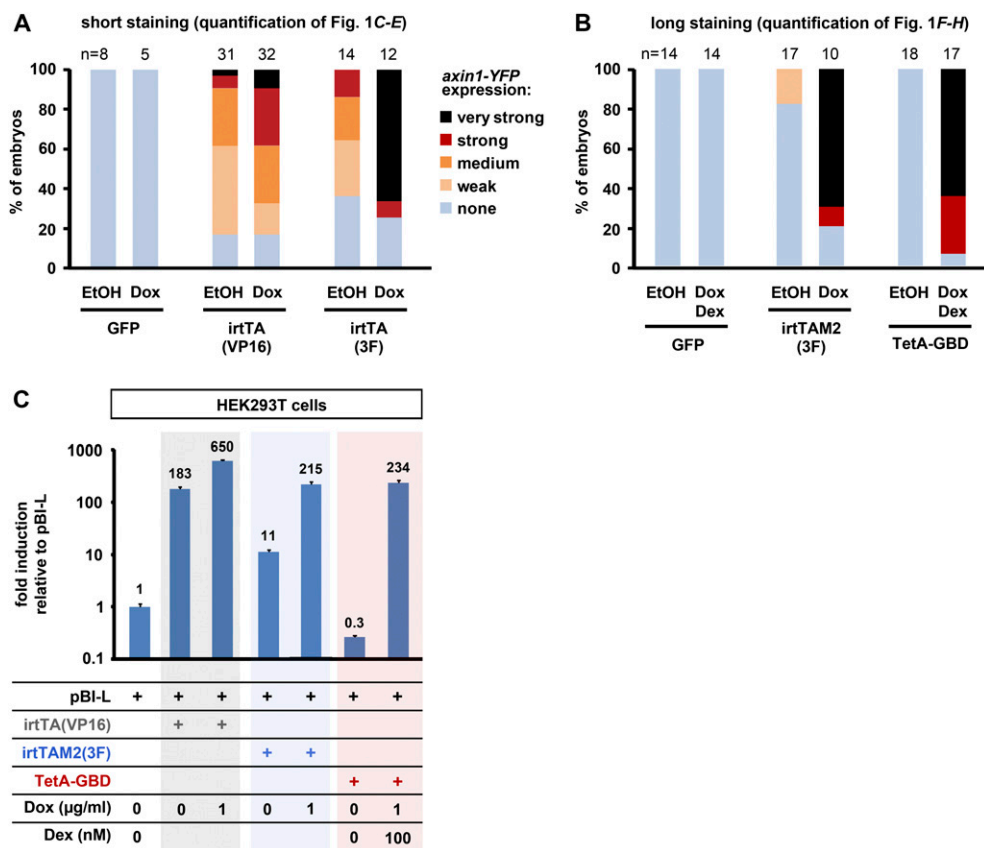 A short staining (quantification of Fig. 1C-E)
n=8 5 31 32 14 12
% of embryos
100
80
60
40
20
0
EtOH Dox EtOH Dox EtOH Dox
GFP irtTA irtTA
(VP16) (3F)
axin1-YFP
expression:
very strong
strong
medium
weak
none
B long staining (quantification of Fig. 1F-H)
n=14 14 17 10 18 17
% of embryos
100
80
60
40
20
0
EtOH Dox EtOH Dox EtOH Dox
Dex Dex
GFP irtTAM2 TetA-GBD
(3F)
C
HEK293T cells
fold induction
relative to pBI-L
1000
100
10
1
0.1
1 183 650 11 215 0.3 234
pBI-L + + + + + + +
irtTA(VP16) + +
irtTAM2(3F) + +
TetA-GBD + +
Dox (µg/ml) 0 0 1 0 1 0 1
Dex (nM) 0 0 100